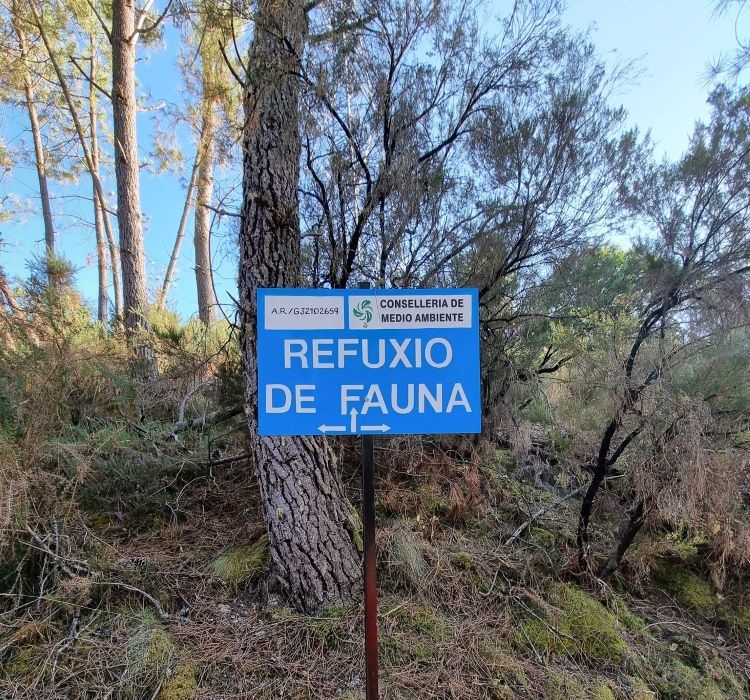 A.R./G32102659
CONSELLERIA DE
MEDIO AMBIENTE
REFUXIO
DE FAUNA